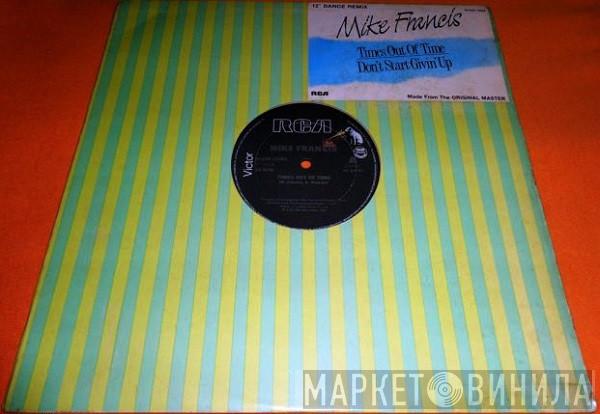 12" DANCE REMIX
Mike Francis
Times Out Of Time
Don't Start Givin' Up
RCA
Made From The ORIGINAL MASTER
RCA
MIKE FRANCIS
Victor
TIMES OUT OF TIME
МАРКЕТ ВИНИЛА